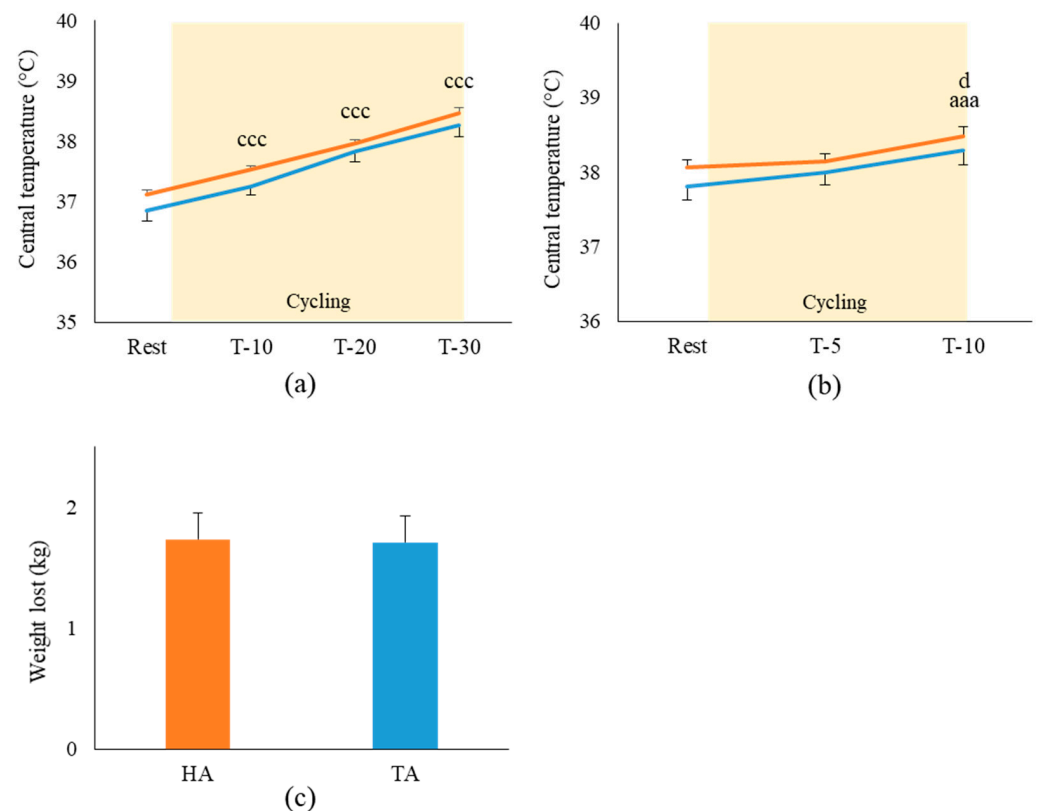 40
39
38
37
36
35
Central temperature (°C)
ccc
ccc
ccc
Cycling
Rest
T-10
T-20
T-30
(a)
40
39
38
37
36
Central temperature (°C)
d
aaa
Cycling
Rest
T-5
T-10
(b)
2
1
0
Weight lost (kg)
HA
TA
(c)